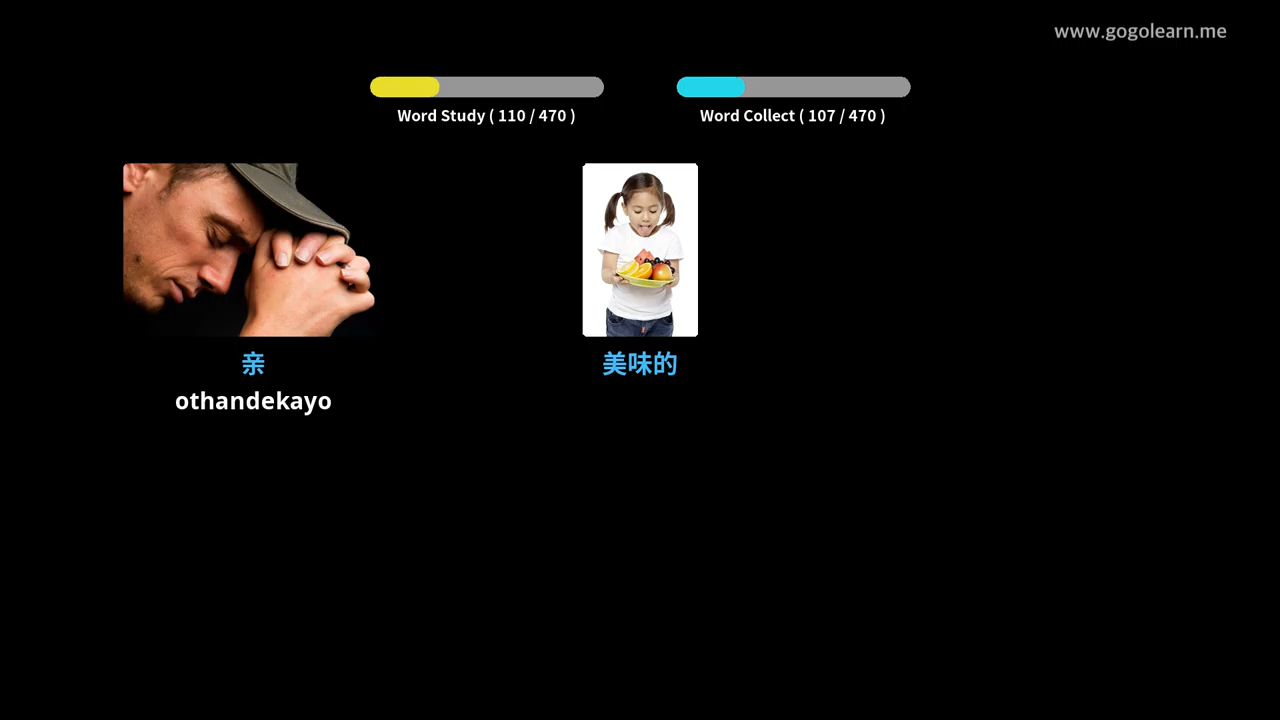 www.gogolearn.me
Word Study ( 110 / 470 )
Word Collect ( 107 / 470 )
亲
othandekayo
美味的